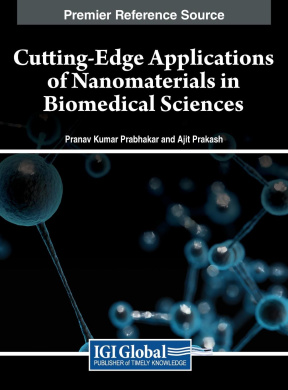 Premier Reference Source
Cutting-Edge Applications
of Nanomaterials in
Biomedical Sciences
Pranav Kumar Prabhakar and Ajit Prakash
IGI Global
PUBLISHER of TIMELY KNOWLEDGE